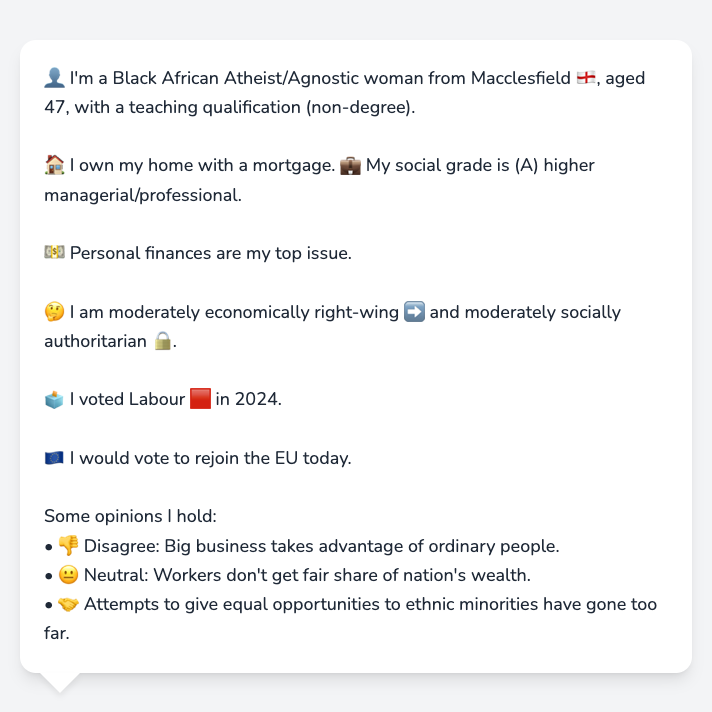 👤 I'm a Black African Atheist/Agnostic woman from Macclesfield 🏴󠁧󠁢󠁥󠁮󠁧󠁿, aged
47, with a teaching qualification (non-degree).
🏠 I own my home with a mortgage. 💼 My social grade is (A) higher
managerial/professional.
💵 Personal finances are my top issue.
🤔 I am moderately economically right-wing ➡️ and moderately socially
authoritarian 🔒.
🗳️ I voted Labour 🟥 in 2024.
🇪🇺 I would vote to rejoin the EU today.
Some opinions I hold:
• 👎 Disagree: Big business takes advantage of ordinary people.
• 😐 Neutral: Workers don't get fair share of nation's wealth.
• 🤝 Attempts to give equal opportunities to ethnic minorities have gone too
far.